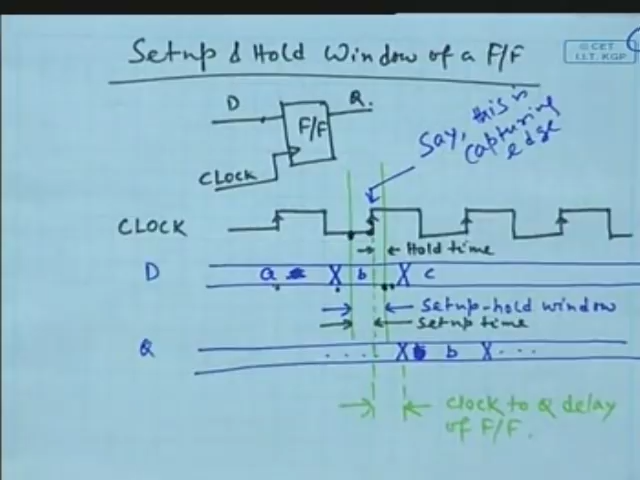 Setup & Hold Window of a F/F
© CET
I.I.T. KGP
D
Q.
F/F
CLOCK
Say, this is
capturing
edge
CLOCK
Hold time
D
a
X b X c
setup-hold window
setup time
Q
.... X b X ...
clock to Q delay
of F/F.